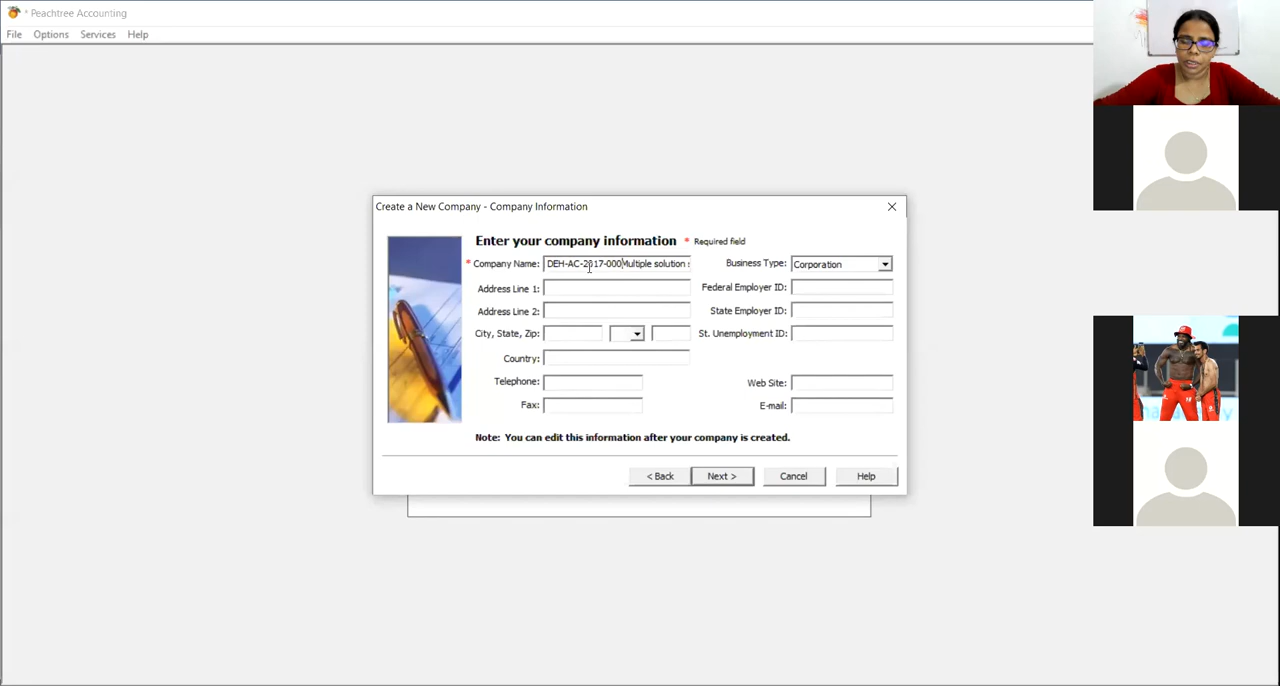 * Peachtree Accounting
File Options Services Help
Create a New Company - Company Information
Enter your company information * Required field
* Company Name: DEH-AC-2017-000Multiple solution Business Type: Corporation
Address Line 1: Federal Employer ID:
Address Line 2: State Employer ID:
City, State, Zip: St. Unemployment ID:
Country:
Telephone: Web Site:
Fax: E-mail:
Note: You can edit this information after your company is created.
< Back Next > Cancel Help